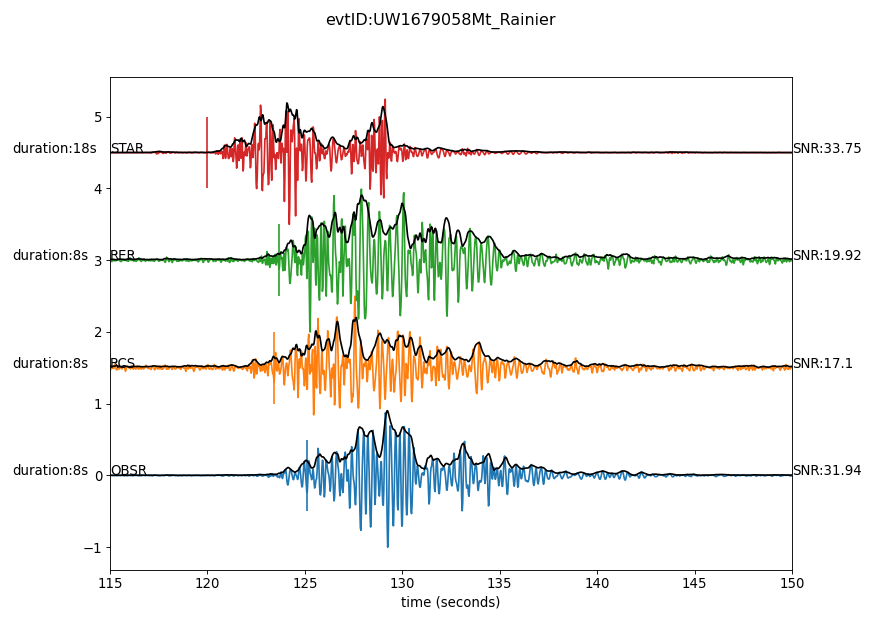 evtID:UW1679058Mt_Rainier
5
duration:18s STAR SNR:33.75
4
duration:8s RER SNR:19.92
3
2
duration:8s RCS SNR:17.1
1
duration:8s OBSR SNR:31.94
0
−1
115 120 125 130 135 140 145 150
time (seconds)